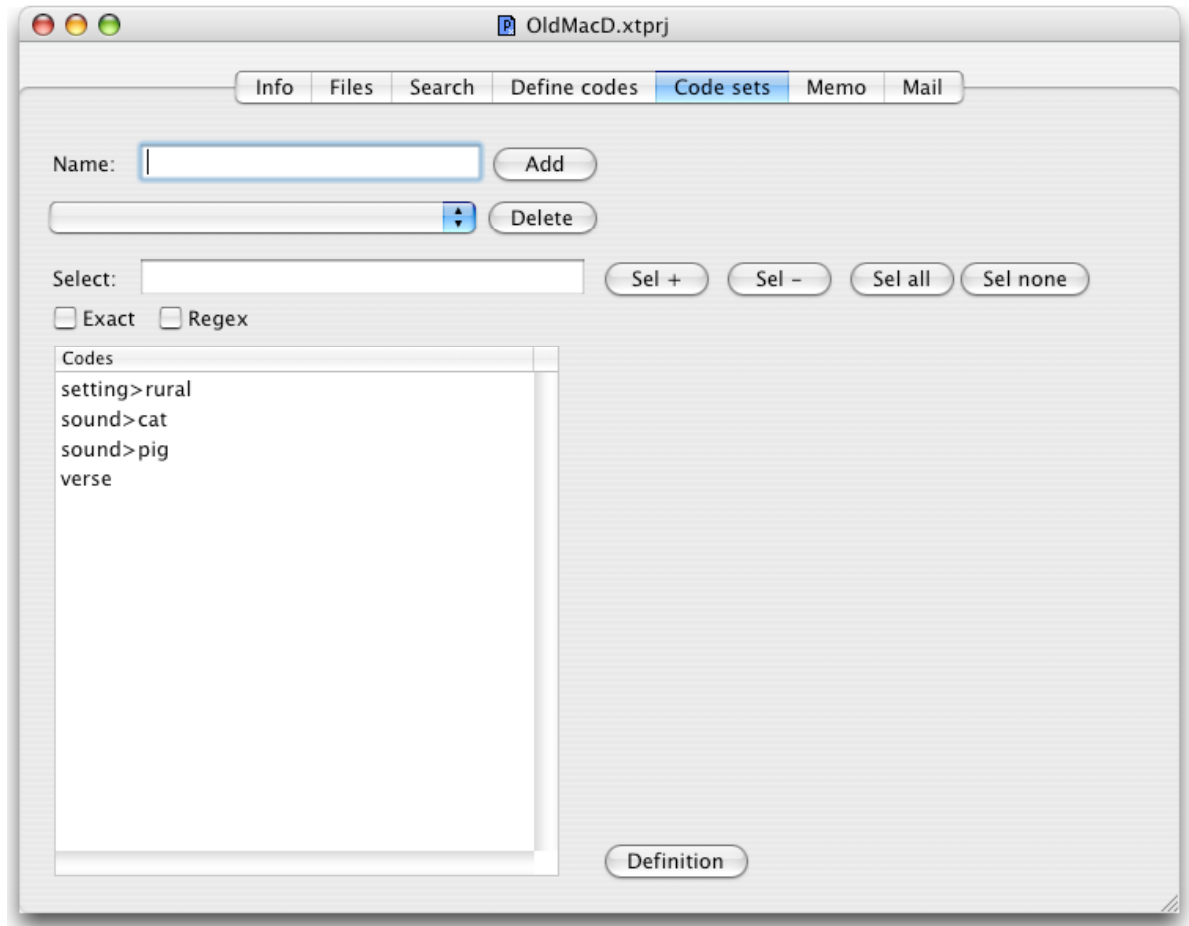 OldMacD.xtprj
Info Files Search Define codes Code sets Memo Mail
Name: Add
Delete
Select: Sel + Sel – Sel all Sel none
Exact Regex
Codes
setting>rural
sound>cat
sound>pig
verse
Definition